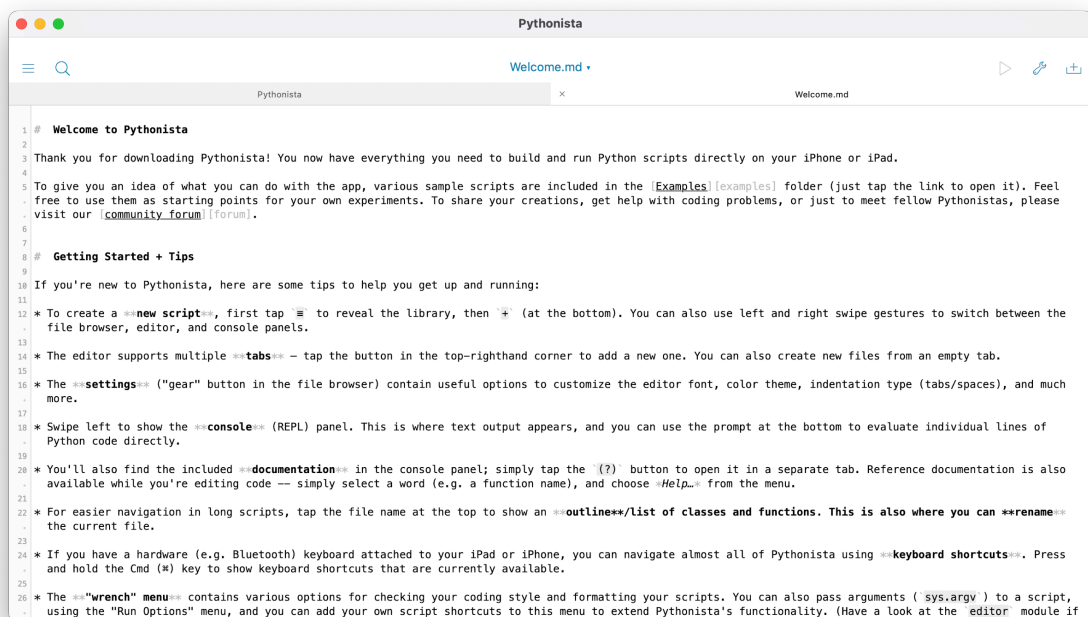 Pythonista
Welcome.md ▾
Pythonista
× Welcome.md
1 # Welcome to Pythonista
2
3 Thank you for downloading Pythonista! You now have everything you need to build and run Python scripts directly on your iPhone or iPad.
4
5 To give you an idea of what you can do with the app, various sample scripts are included in the [Examples][examples] folder (just tap the link to open it). Feel
free to use them as starting points for your own experiments. To share your creations, get help with coding problems, or just to meet fellow Pythonistas, please
visit our [community forum][forum].
6
7
8 # Getting Started + Tips
9
10 If you're new to Pythonista, here are some tips to help you get up and running:
11
12 * To create a **new script**, first tap `≡` to reveal the library, then `+` (at the bottom). You can also use left and right swipe gestures to switch between the
file browser, editor, and console panels.
13
14 * The editor supports multiple **tabs** – tap the button in the top-righthand corner to add a new one. You can also create new files from an empty tab.
15
16 * The **settings** ("gear" button in the file browser) contain useful options to customize the editor font, color theme, indentation type (tabs/spaces), and much
more.
17
18 * Swipe left to show the **console** (REPL) panel. This is where text output appears, and you can use the prompt at the bottom to evaluate individual lines of
Python code directly.
19
20 * You'll also find the included **documentation** in the console panel; simply tap the `(?)` button to open it in a separate tab. Reference documentation is also
available while you're editing code -- simply select a word (e.g. a function name), and choose *Help…* from the menu.
21
22 * For easier navigation in long scripts, tap the file name at the top to show an **outline**/list of classes and functions. This is also where you can **rename**
the current file.
23
24 * If you have a hardware (e.g. Bluetooth) keyboard attached to your iPad or iPhone, you can navigate almost all of Pythonista using **keyboard shortcuts**. Press
and hold the Cmd (⌘) key to show keyboard shortcuts that are currently available.
25
26 * The **"wrench" menu** contains various options for checking your coding style and formatting your scripts. You can also pass arguments (`sys.argv`) to a script,
using the "Run Options" menu, and you can add your own script shortcuts to this menu to extend Pythonista's functionality. (Have a look at the `editor` module if